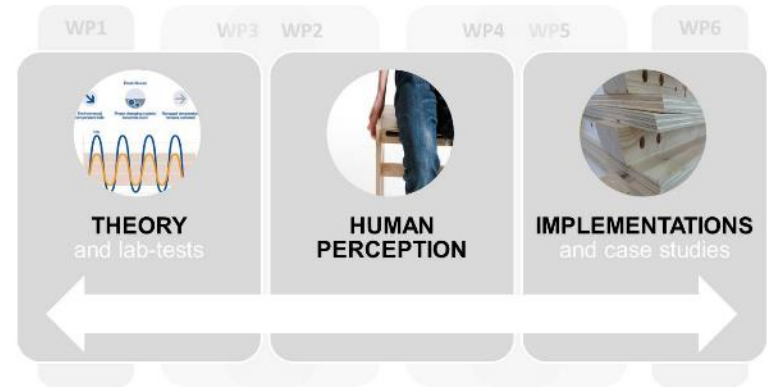 WP1
WP3
WP2
WP4
WP5
WP6
THEORY
and lab-tests
HUMAN
PERCEPTION
IMPLEMENTATIONS
and case studies